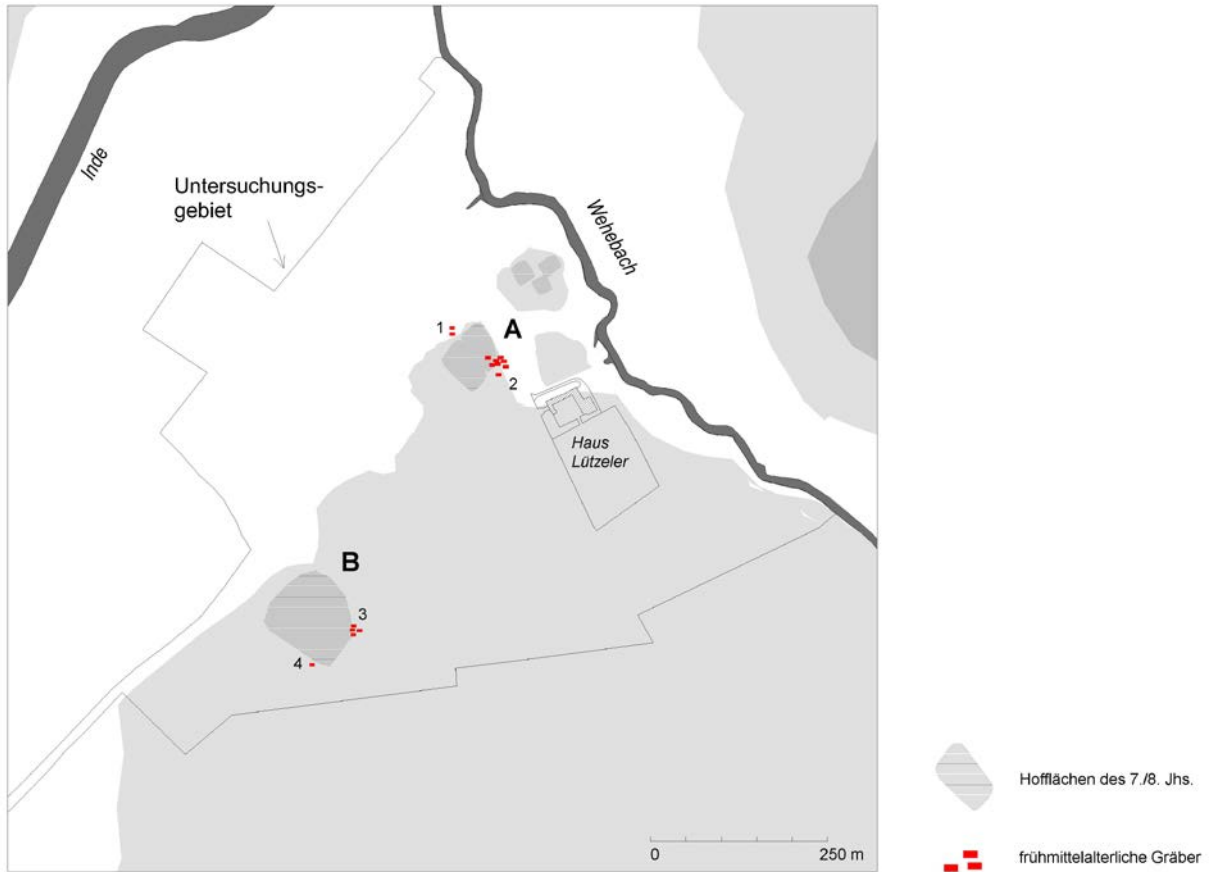 Inde
Untersuchungs-
gebiet
Wehebach
1
A
2
Haus
Lützeler
B
3
4
Hofflächen des 7./8. Jhs.
0
250 m
frühmittelalterliche Gräber